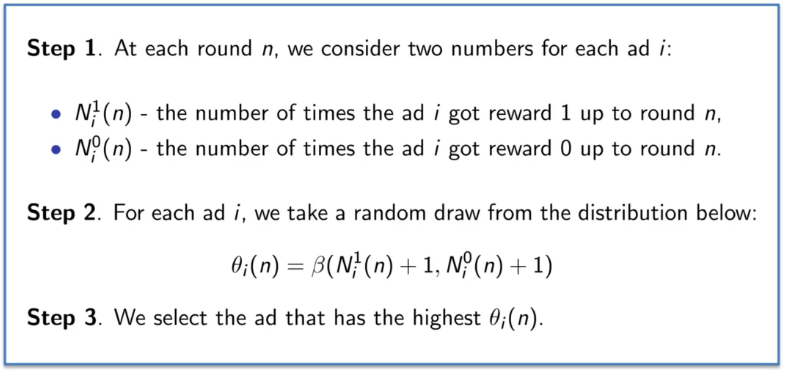 Step 1. At each round n, we consider two numbers for each ad i:
• N_i^1(n) - the number of times the ad i got reward 1 up to round n,
• N_i^0(n) - the number of times the ad i got reward 0 up to round n.
Step 2. For each ad i, we take a random draw from the distribution below:
θ_i(n) = β(N_i^1(n) + 1, N_i^0(n) + 1)
Step 3. We select the ad that has the highest θ_i(n).